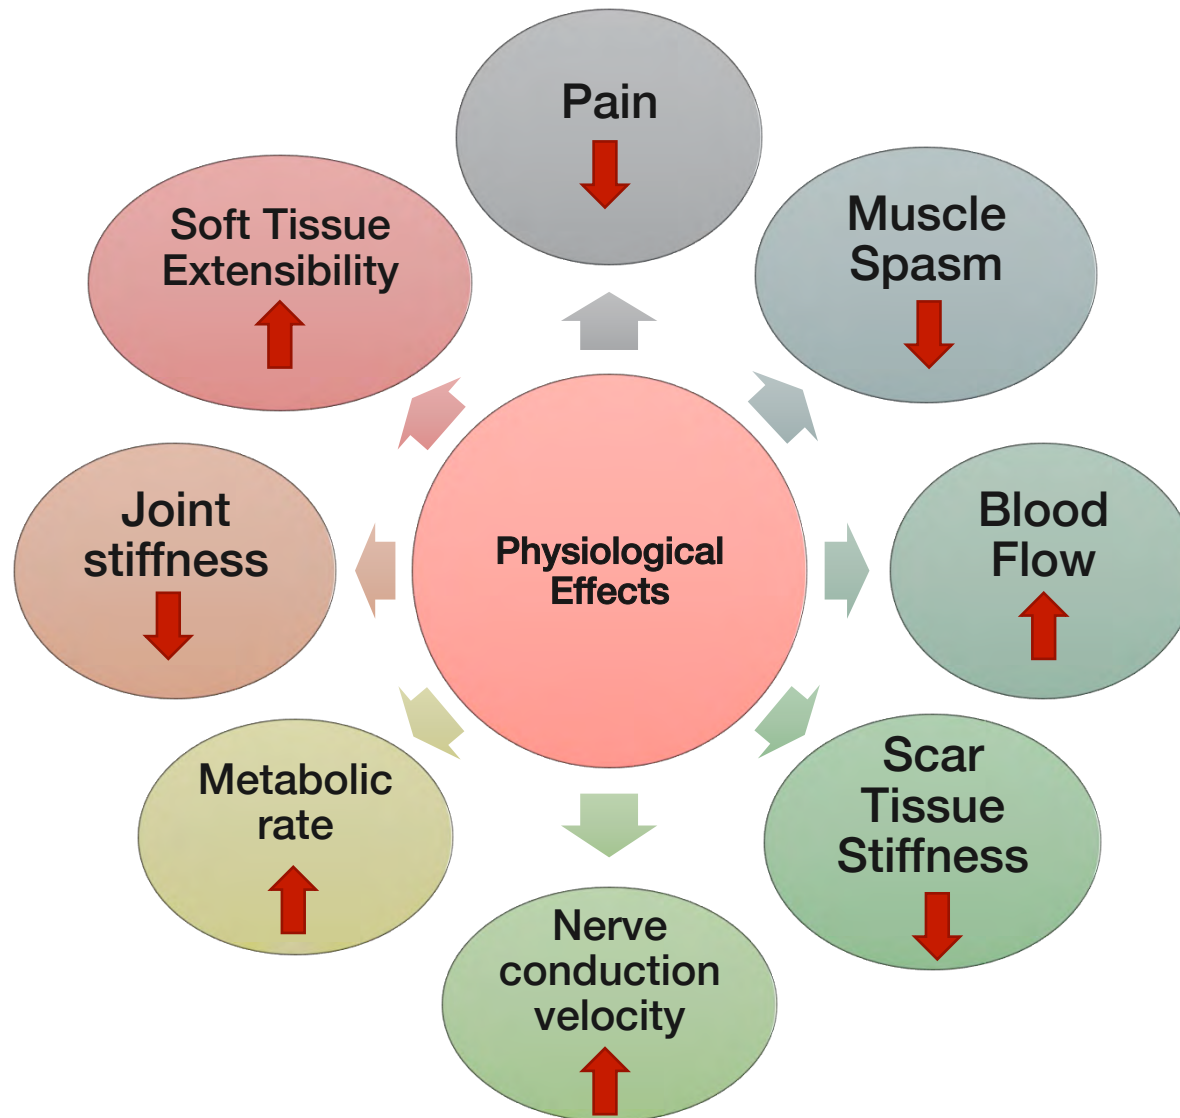 Pain
Muscle
Spasm
Blood
Flow
Scar
Tissue
Stiffness
Nerve
conduction
velocity
Metabolic
rate
Joint
stiffness
Soft Tissue
Extensibility
Physiological
Effects